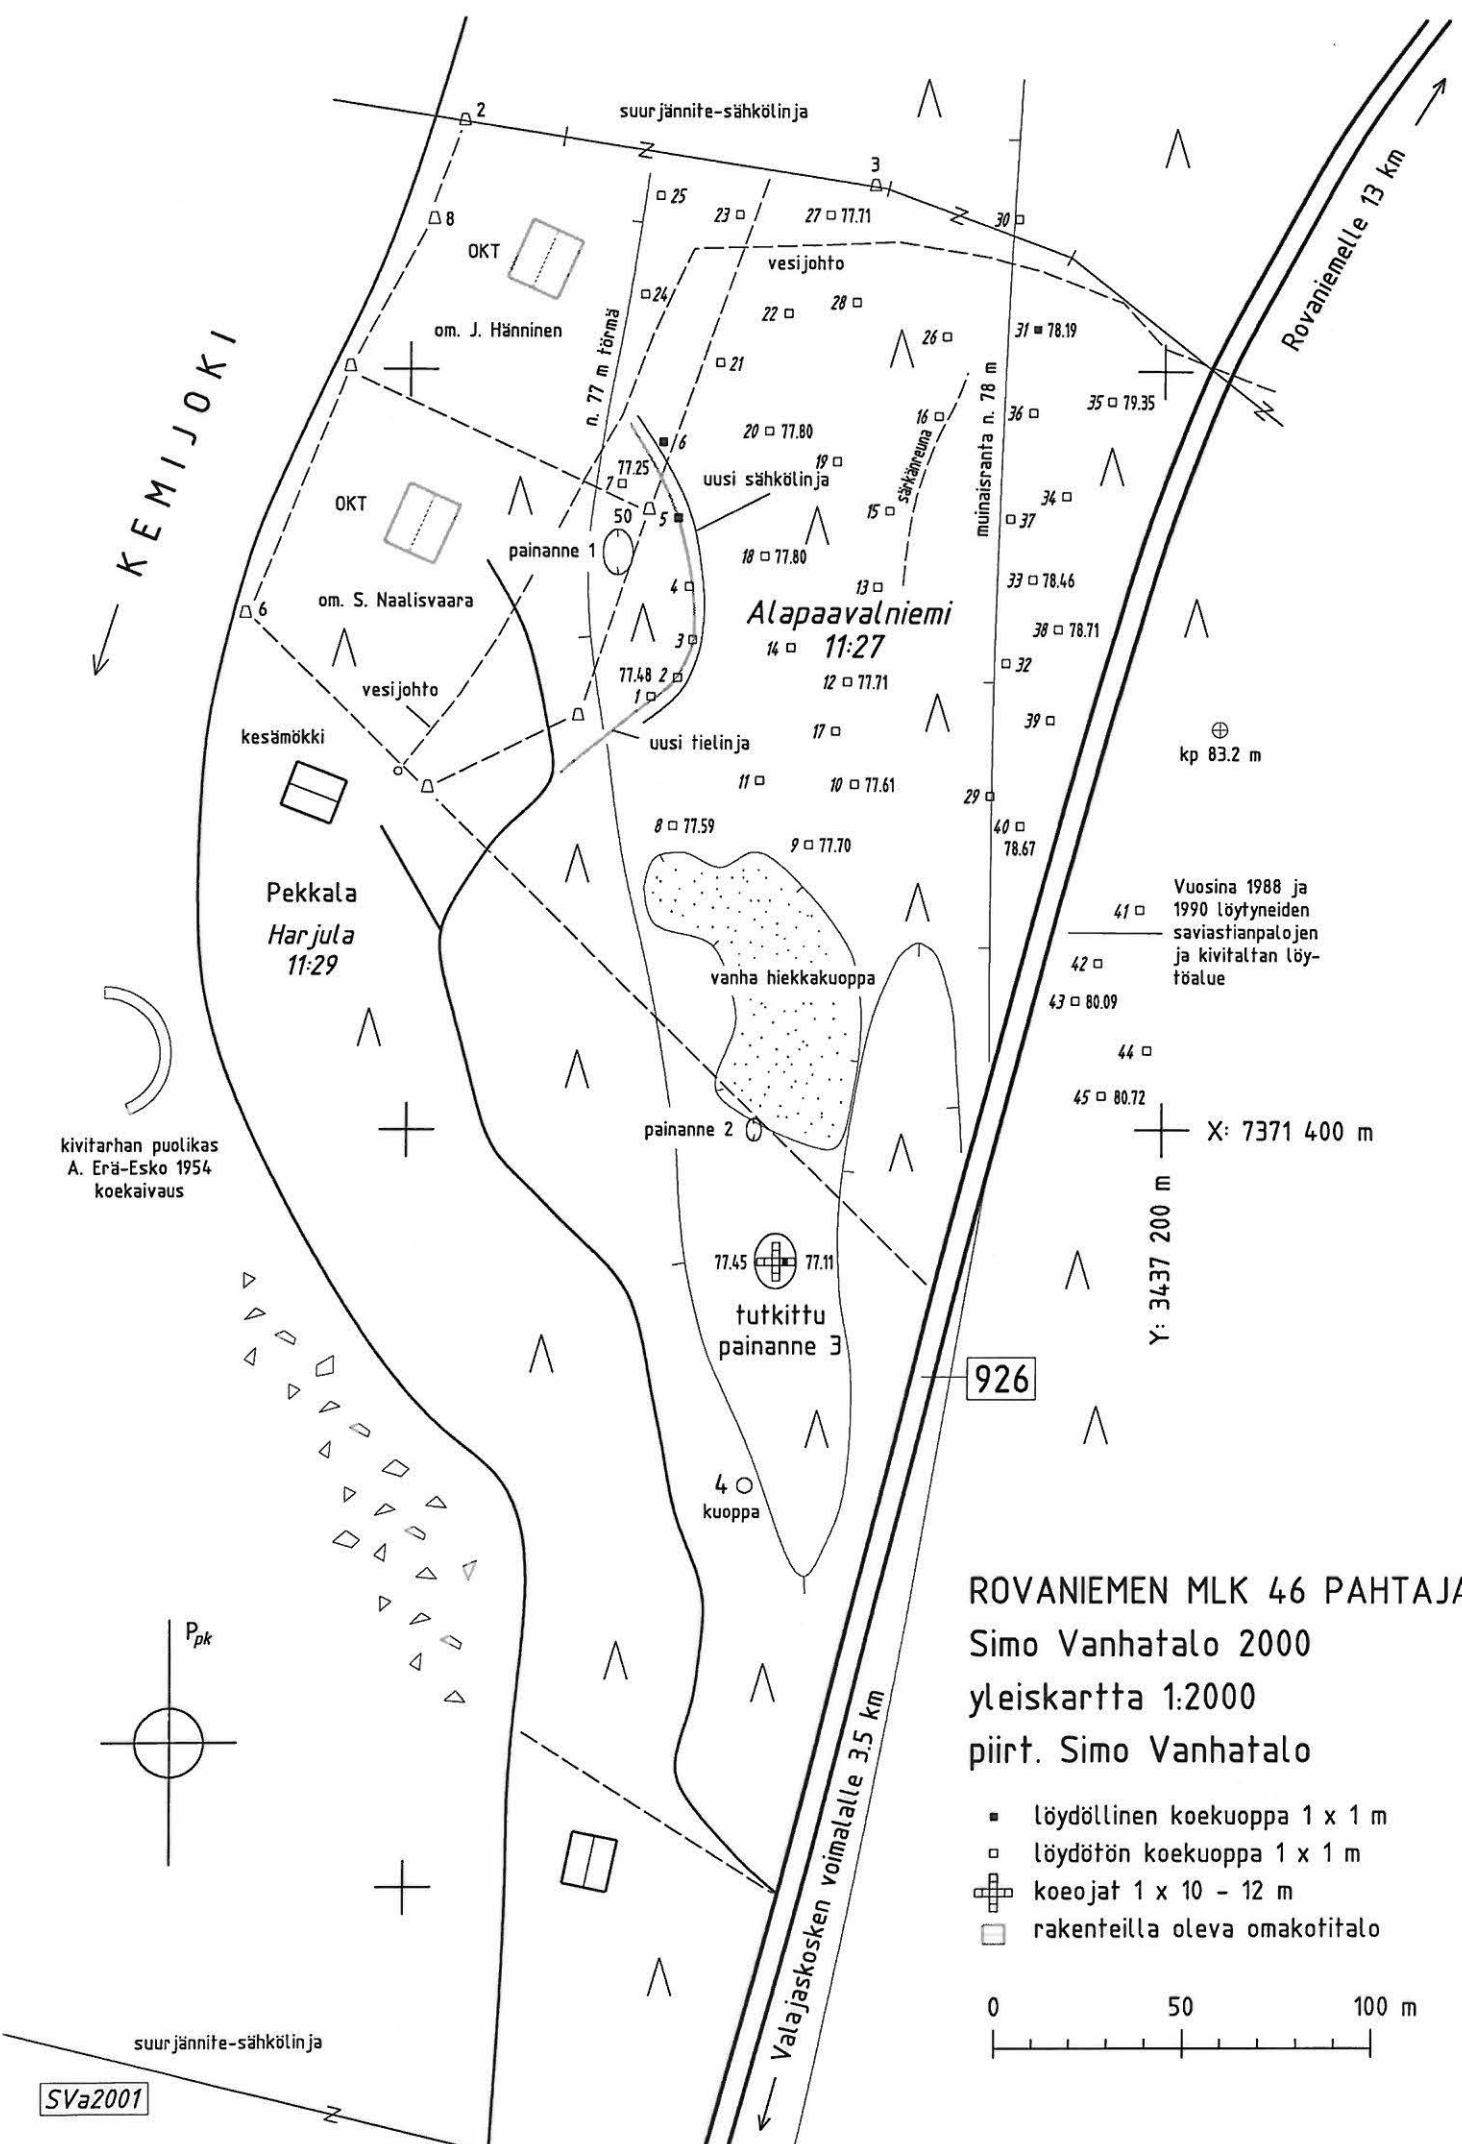 2
suurjännite-sähkölinja
3
25
23
27 77.71
30
8
OKT
vesijohto
24
22
28
n. 77 m törmä
om. J. Hänninen
26
31 78.19
Rovaniemelle 13 km
21
muinaisranta n. 78 m
KEMIJOKI
35 79.35
16
36
20 77.80
6
19
särkänreuna
77.25
7
uusi sähkölinja
OKT
50
5
15
34
37
painanne 1
18 77.80
4
13
33 78.46
om. S. Naalisvaara
6
Alapaavalniemi
11:27
3
14
38 78.71
77.48 2
1
12 77.71
32
vesijohto
39
17
kesämökki
uusi tielinja
kp 83.2 m
11
10 77.61
29
8 77.59
9 77.70
40
78.67
Pekkala
Harjula
11:29
41
Vuosina 1988 ja
1990 löytyneiden
saviastianpalojen
ja kivitaltan löy-
töalue
42
vanha hiekkakuoppa
43 80.09
44
45 80.72
painanne 2
X: 7371 400 m
Y: 3437 200 m
kivitarhan puolikas
A. Erä-Esko 1954
koekaivaus
77.45
77.11
tutkittu
painanne 3
926
4
kuoppa
Ppk
ROVANIEMEN MLK 46 PAHTAJA
Simo Vanhatalo 2000
yleiskartta 1:2000
piirt. Simo Vanhatalo
löydöllinen koekuoppa 1 x 1 m
löydötön koekuoppa 1 x 1 m
koeojat 1 x 10 - 12 m
rakenteilla oleva omakotitalo
Valajaskosken voimalalle 3.5 km
0 50 100 m
suurjännite-sähkölinja
SVa2001